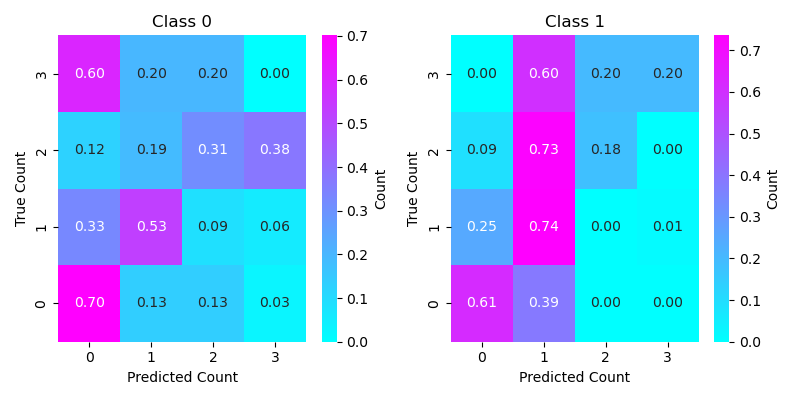 Class 0
Class 1
True Count
3
2
1
0
0.60 0.20 0.20 0.00
0.12 0.19 0.31 0.38
0.33 0.53 0.09 0.06
0.70 0.13 0.13 0.03
0 1 2 3
Predicted Count
0.7
0.6
0.5
0.4
0.3
0.2
0.1
0.0
Count
True Count
3
2
1
0
0.00 0.60 0.20 0.20
0.09 0.73 0.18 0.00
0.25 0.74 0.00 0.01
0.61 0.39 0.00 0.00
0 1 2 3
Predicted Count
0.7
0.6
0.5
0.4
0.3
0.2
0.1
0.0
Count